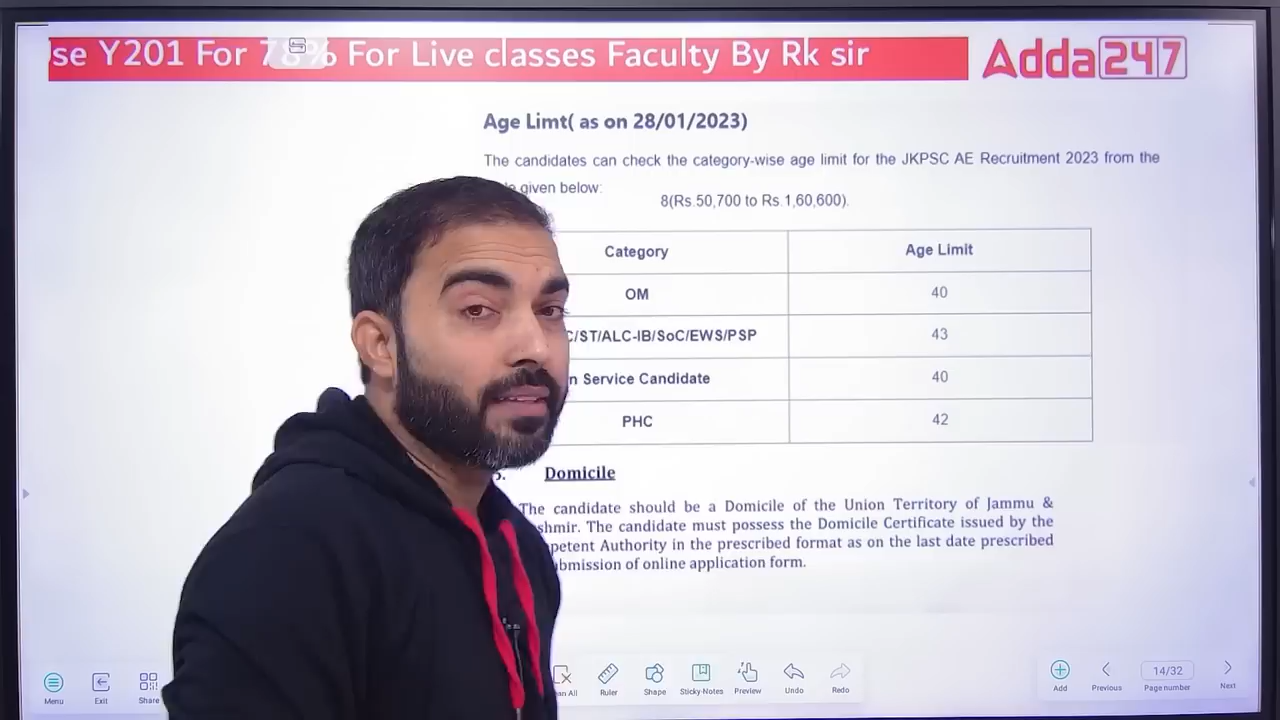 se Y201 For 78% For Live classes Faculty By Rk sir
Adda247
Age Limt( as on 28/01/2023)
The candidates can check the category-wise age limit for the JKPSC AE Recruitment 2023 from the
given below:
8(Rs.50,700 to Rs.1,60,600).
Category Age Limit
OM 40
C/ST/ALC-IB/SoC/EWS/PSP 43
n Service Candidate 40
PHC 42
Domicile
The candidate should be a Domicile of the Union Territory of Jammu &
shmir. The candidate must possess the Domicile Certificate issued by the
petent Authority in the prescribed format as on the last date prescribed
bmission of online application form.
Menu
Exit
Share
an All
Ruler
Shape
Sticky-Notes
Preview
Undo
Redo
Add
Previous
14/32
Page number
Next